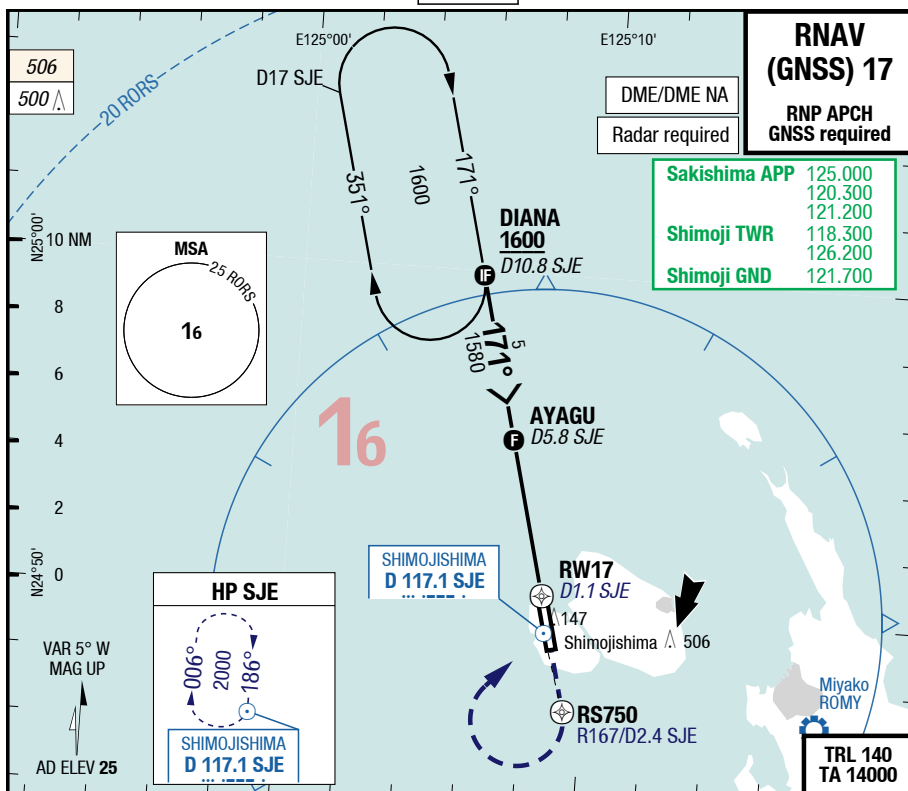 E125°00'
E125°10'
RNAV
(GNSS) 17
RNP APCH
GNSS required
506
500
20 RORS
D17 SJE
DME/DME NA
Radar required
351°
1600
171°
Sakishima APP 125.000
120.300
121.200
Shimoji TWR 118.300
126.200
Shimoji GND 121.700
DIANA
1600
D10.8 SJE
N25°00'
10 NM
MSA
25 RORS
16
8
6
4
2
0
5
171°
1580
16
AYAGU
D5.8 SJE
N24°50'
SHIMOJISHIMA
D 117.1 SJE
RW17
D1.1 SJE
147
Shimojishima 506
HP SJE
006°
2000
186°
SHIMOJISHIMA
D 117.1 SJE
VAR 5° W
MAG UP
AD ELEV 25
Miyako
ROMY
RS750
R167/D2.4 SJE
TRL 140
TA 14000